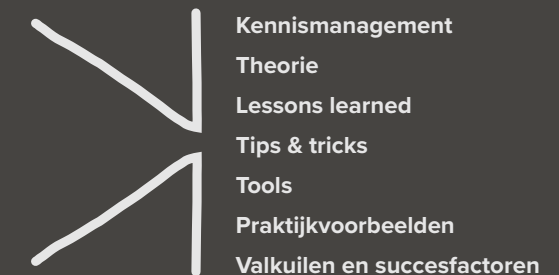 Kennismanagement
Theorie
Lessons learned
Tips & tricks
Tools
Praktijkvoorbeelden
Valkuilen en succesfactoren